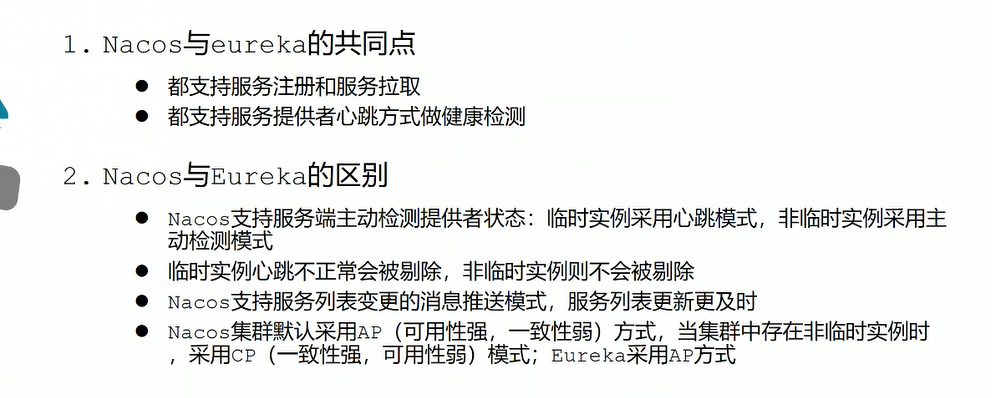 1. Nacos与eureka的共同点
● 都支持服务注册和服务拉取
● 都支持服务提供者心跳方式做健康检测
2. Nacos与Eureka的区别
● Nacos支持服务端主动检测提供者状态：临时实例采用心跳模式，非临时实例采用主
动检测模式
● 临时实例心跳不正常会被剔除，非临时实例则不会被剔除
● Nacos支持服务列表变更的消息推送模式，服务列表更新更及时
● Nacos集群默认采用AP（可用性强，一致性弱）方式，当集群中存在非临时实例时
，采用CP（一致性强，可用性弱）模式；Eureka采用AP方式